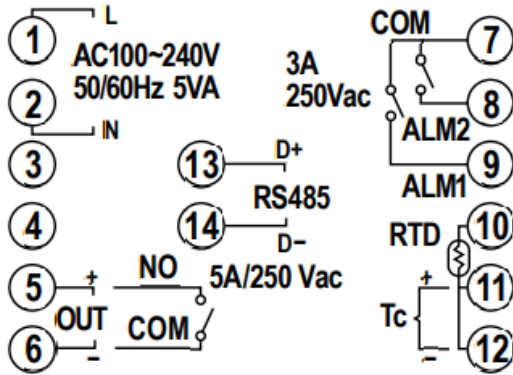 1 L
AC100~240V
50/60Hz 5VA
2 IN
3
4
5 + NO
OUT
6 − COM
13 D+
RS485
14 D−
5A/250 Vac
COM 7
3A
250Vac
8
ALM2
9
ALM1
10
RTD
+ 11
Tc
− 12